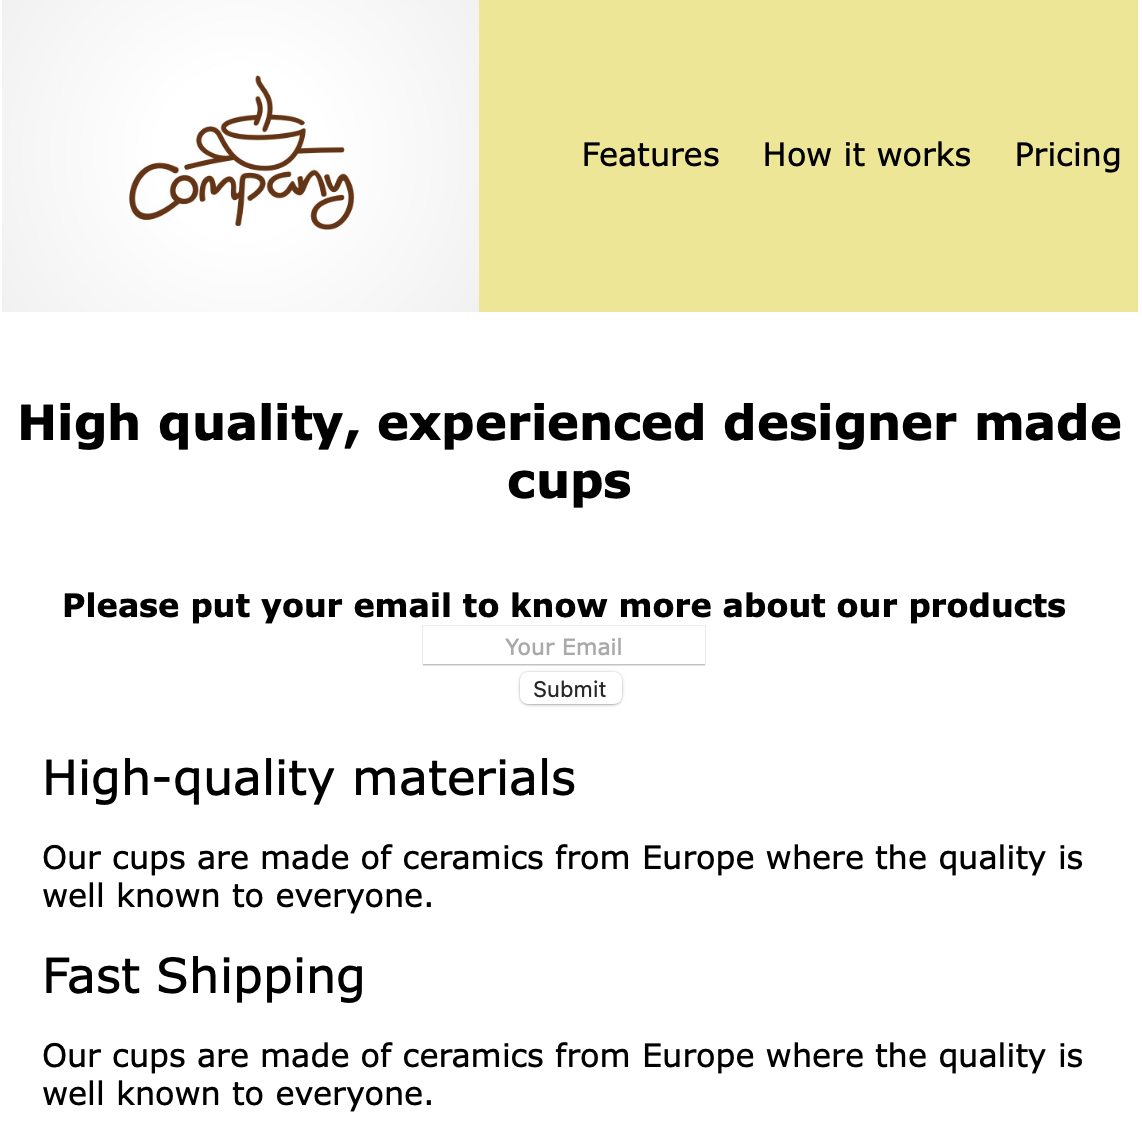 Company
Features How it works Pricing
High quality, experienced designer made
cups
Please put your email to know more about our products
Your Email
Submit
High-quality materials
Our cups are made of ceramics from Europe where the quality is
well known to everyone.
Fast Shipping
Our cups are made of ceramics from Europe where the quality is
well known to everyone.